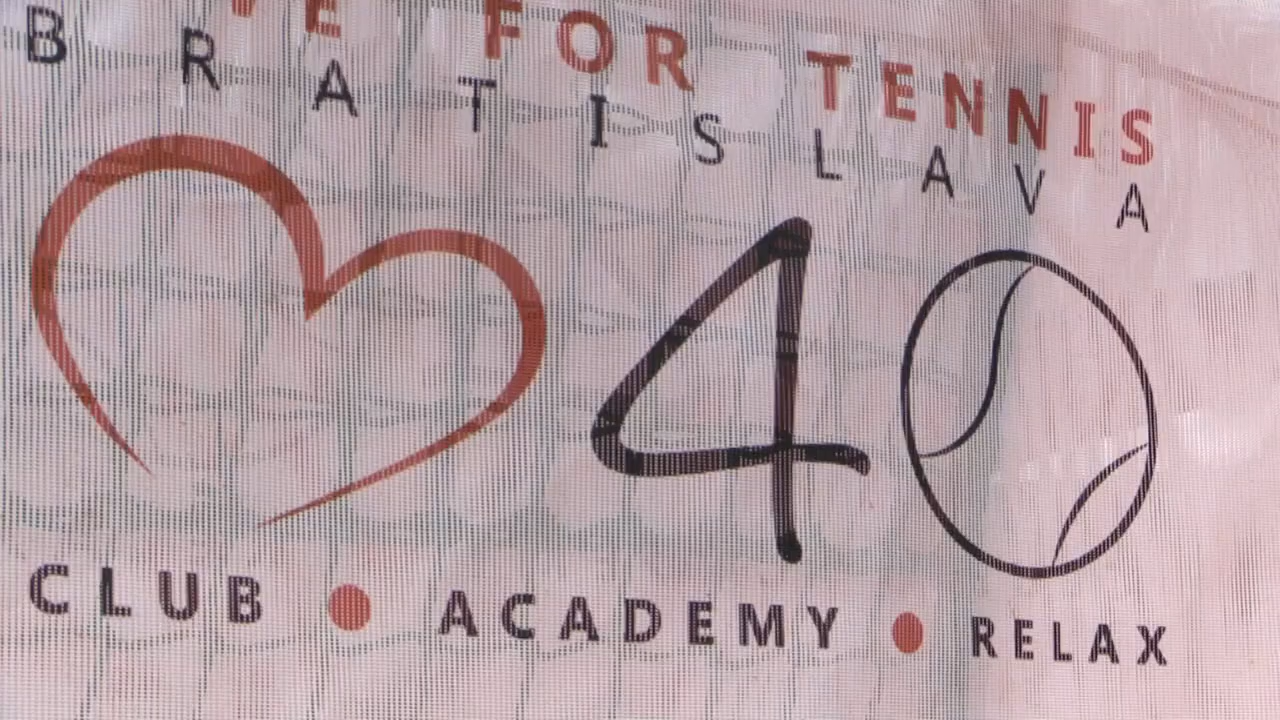 FOR TENNIS
BRATISLAVA
40
CLUB • ACADEMY • RELAX